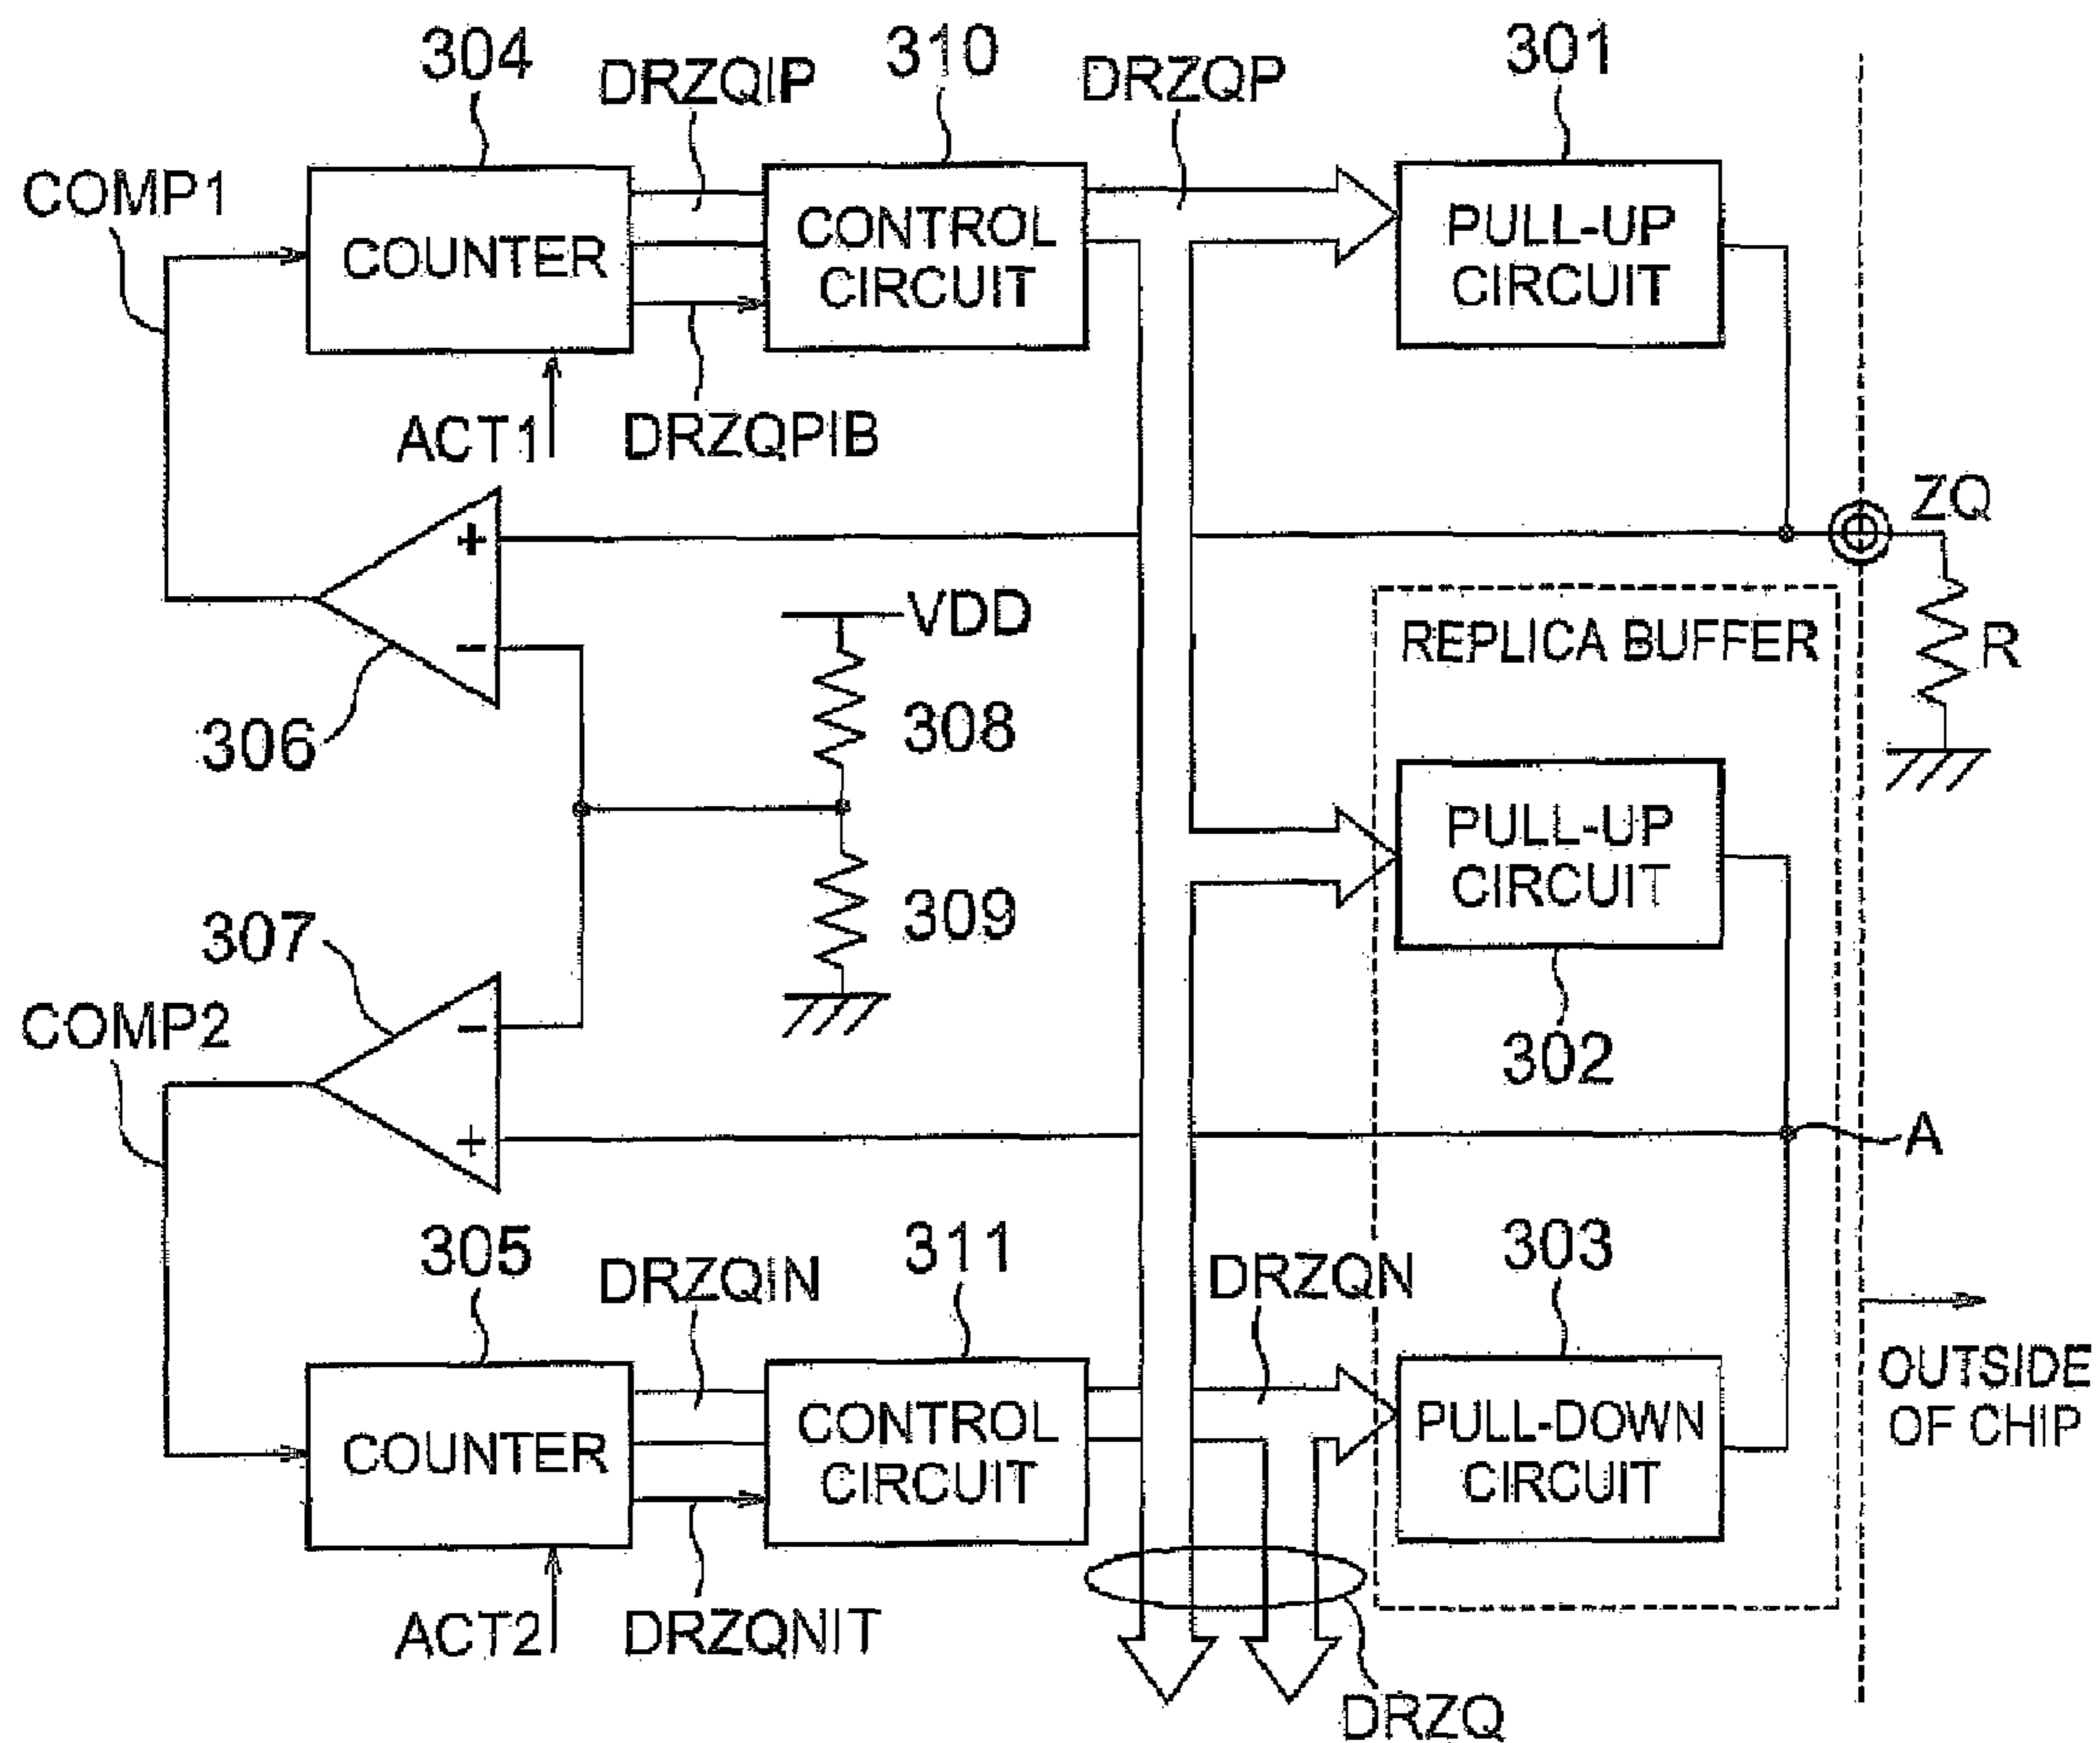 304
DRZQIP
310
DRZQP
301
COMP1
COUNTER
CONTROL
CIRCUIT
PULL-UP
CIRCUIT
ACT1
DRZQPIB
ZQ
+
-
VDD
REPLICA BUFFER
R
306
308
PULL-UP
CIRCUIT
307
309
302
COMP2
-
+
A
305
DRZQIN
311
DRZQN
303
COUNTER
CONTROL
CIRCUIT
PULL-DOWN
CIRCUIT
OUTSIDE
OF CHIP
ACT2
DRZQNIT
DRZQ